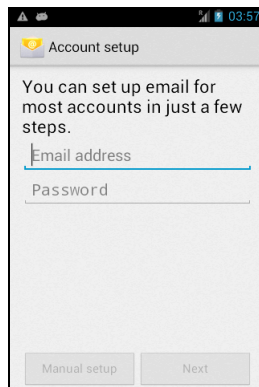 03:57
Account setup
You can set up email for
most accounts in just a few
steps.
Email address
Password
Manual setup
Next